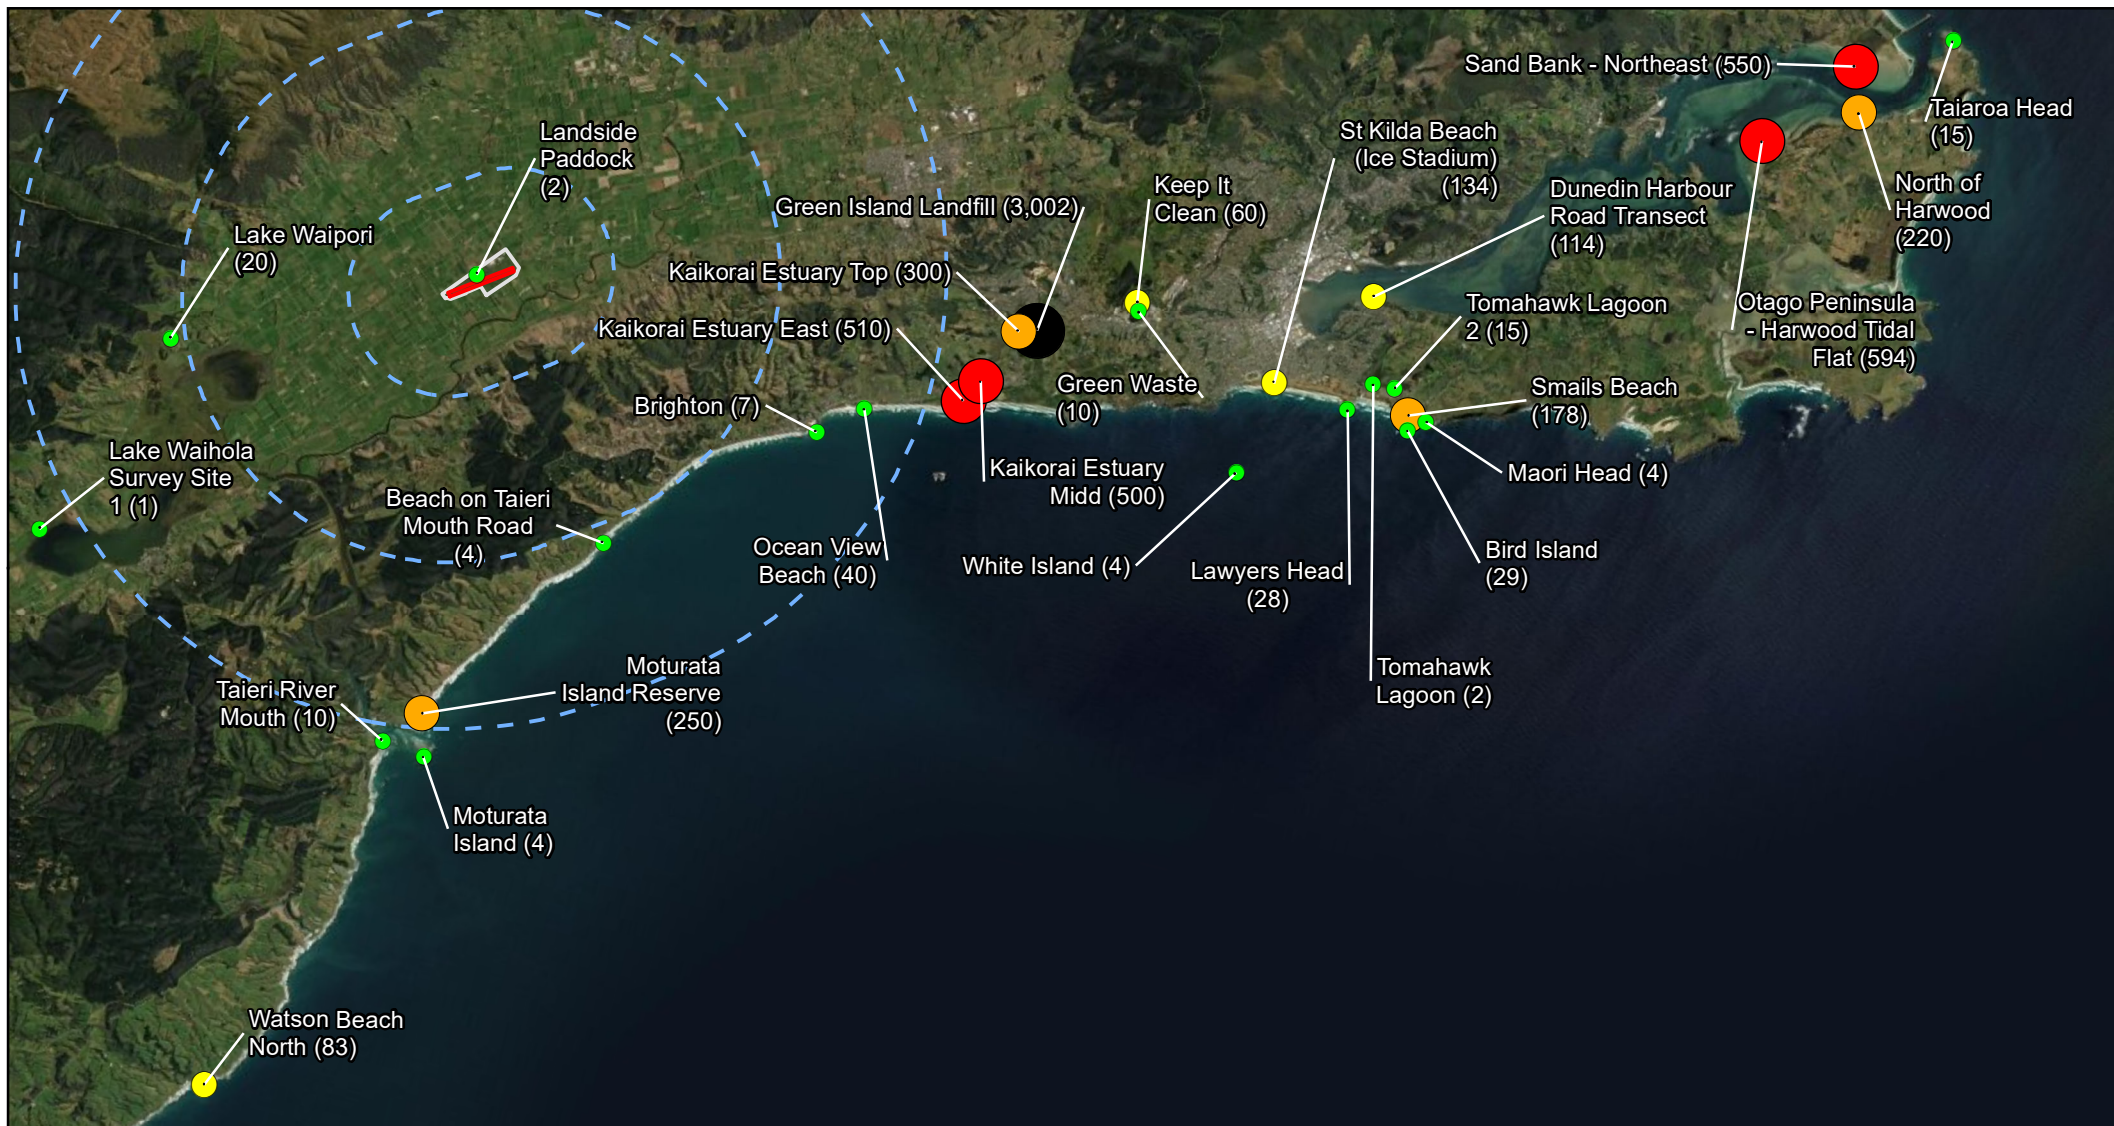 Sand Bank - Northeast (550)
Taiaroa Head
(15)
Landside
Paddock
(2)
St Kilda Beach
(Ice Stadium)
(134)
Keep It
Clean (60)
Dunedin Harbour
Road Transect
(114)
North of
Harwood
(220)
Green Island Landfill (3,002)
Lake Waipori
(20)
Kaikorai Estuary Top (300)
Tomahawk Lagoon
2 (15)
Otago Peninsula
- Harwood Tidal
Flat (594)
Kaikorai Estuary East (510)
Green Waste
(10)
Smails Beach
(178)
Brighton (7)
Lake Waihola
Survey Site
1 (1)
Kaikorai Estuary
Midd (500)
Maori Head (4)
Beach on Taieri
Mouth Road
(4)
Ocean View
Beach (40)
White Island (4)
Lawyers Head
(28)
Bird Island
(29)
Moturata
Island Reserve
(250)
Tomahawk
Lagoon (2)
Taieri River
Mouth (10)
Moturata
Island (4)
Watson Beach
North (83)